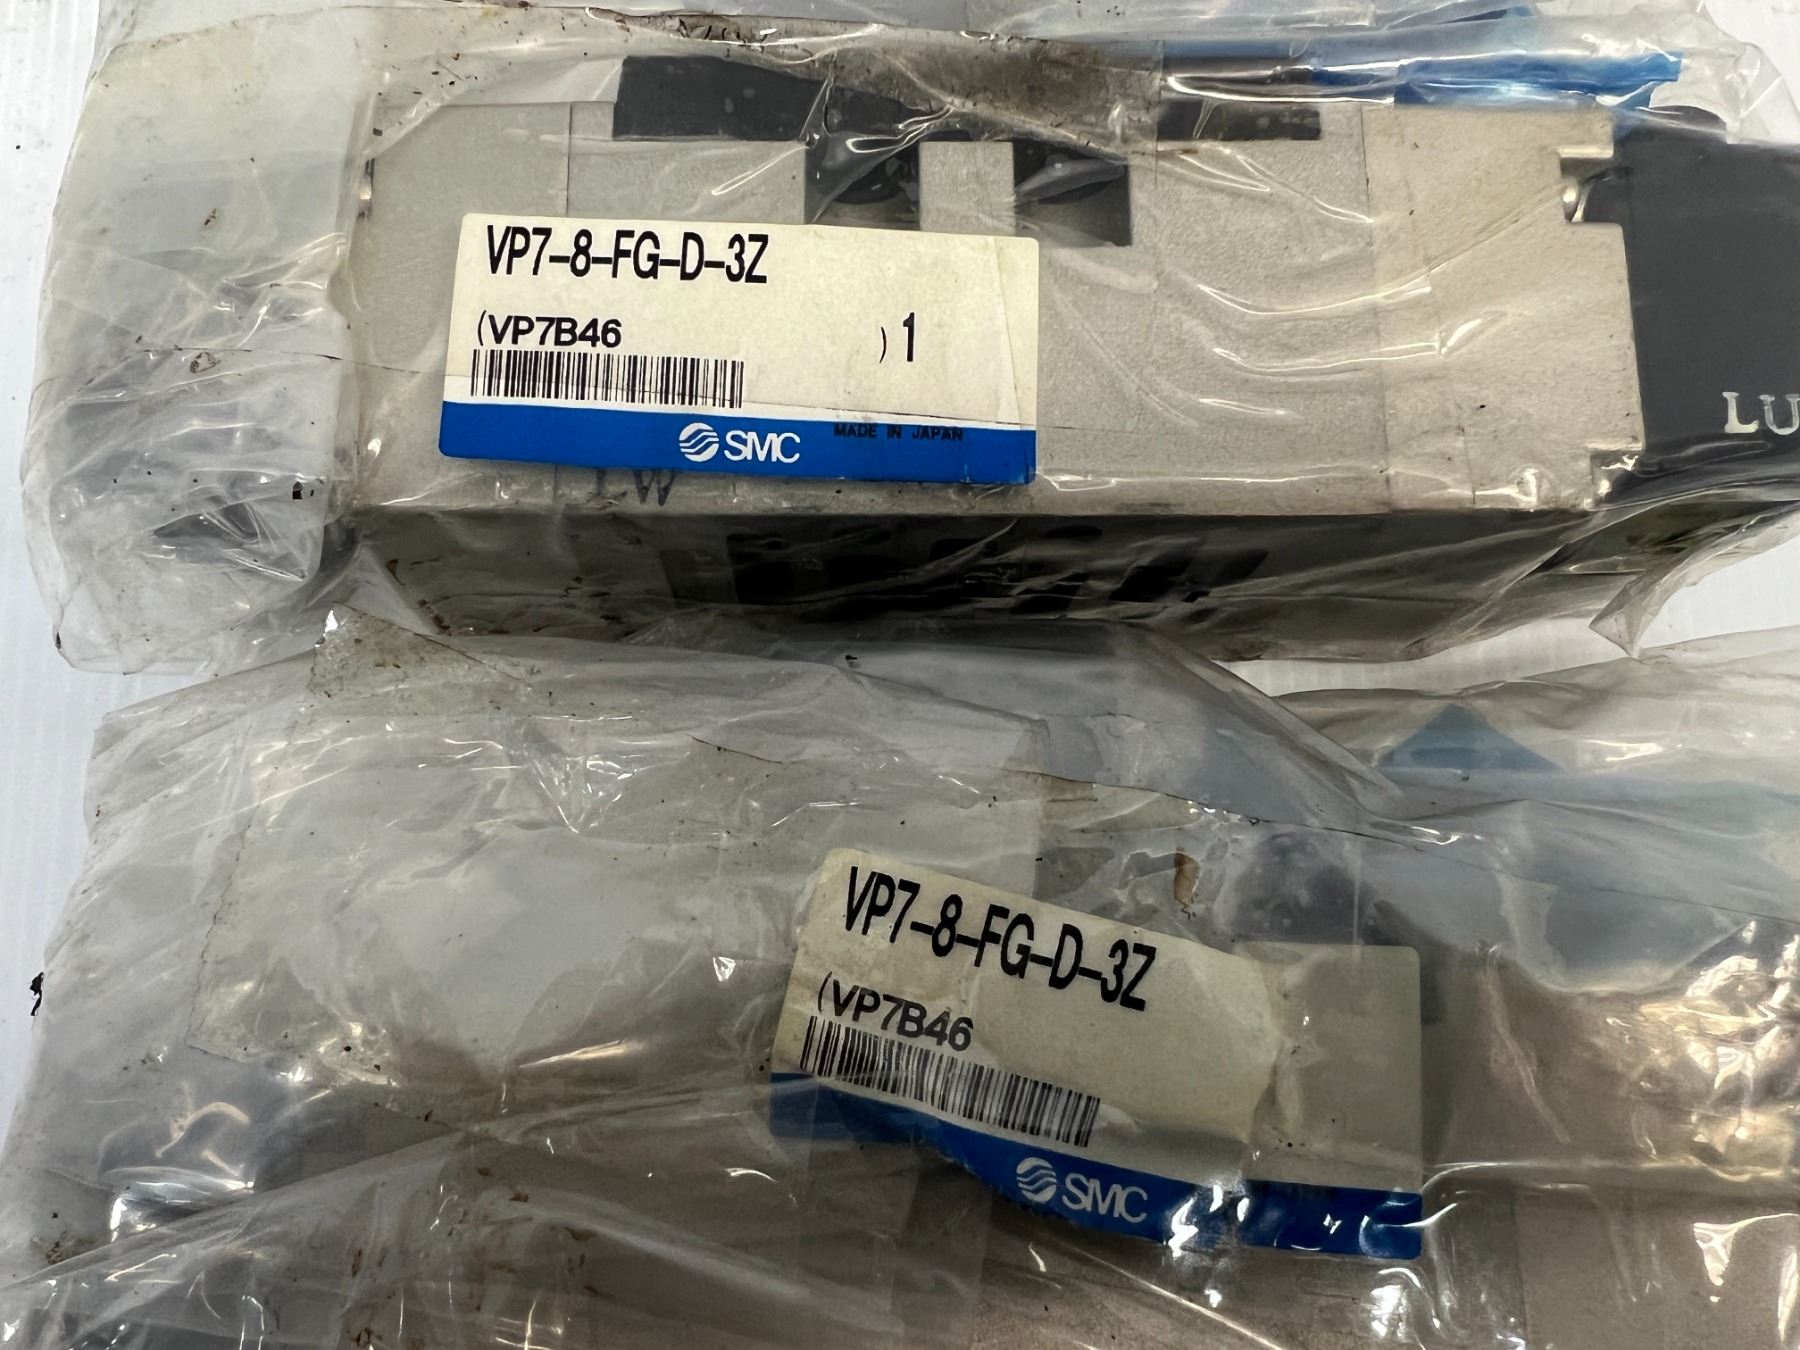 VP7-8-FG-D-3Z
(VP7B46 ) 1
SMC MADE IN JAPAN
LU
VP7-8-FG-D-3Z
(VP7B46
SMC